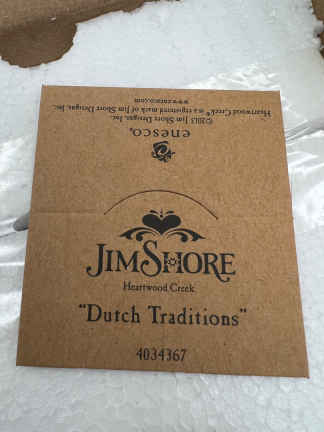 JIM SHORE
Heartwood Creek
"Dutch Traditions"
4034367
enesco.
©2013 Jim Shore Designs, Inc.
Heartwood Creek® is a registered mark of Jim Shore Designs, Inc.
www.enesco.com